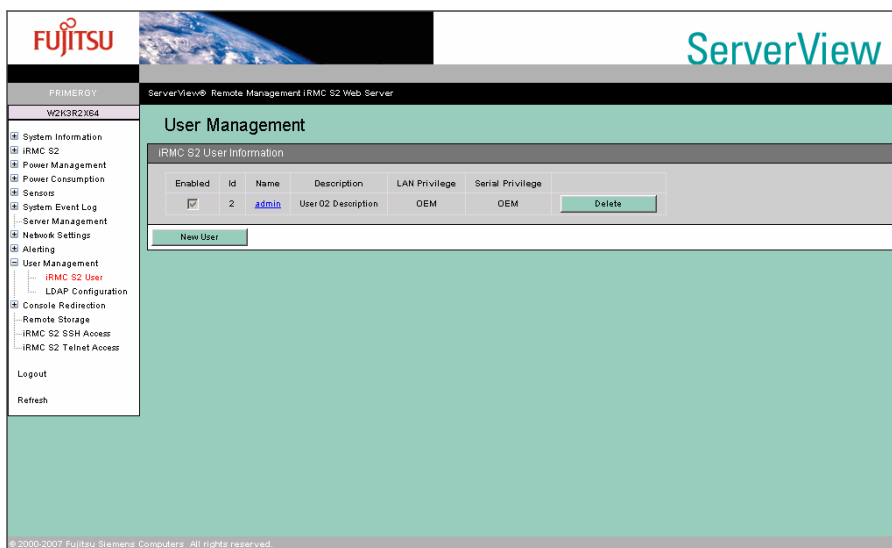 FUJITSU
ServerView
PRIMERGY
ServerView® Remote Management iRMC S2 Web Server
W2K3R2X64
System Information
iRMC S2
Power Management
Power Consumption
Sensors
System Event Log
Server Management
Network Settings
Alerting
User Management
iRMC S2 User
LDAP Configuration
Console Redirection
Remote Storage
iRMC S2 SSH Access
iRMC S2 Telnet Access
Logout
Refresh
User Management
iRMC S2 User Information
Enabled Id Name Description LAN Privilege Serial Privilege
2 admin User 02 Description OEM OEM Delete
New User
© 2000-2007 Fujitsu Siemens Computers All rights reserved.